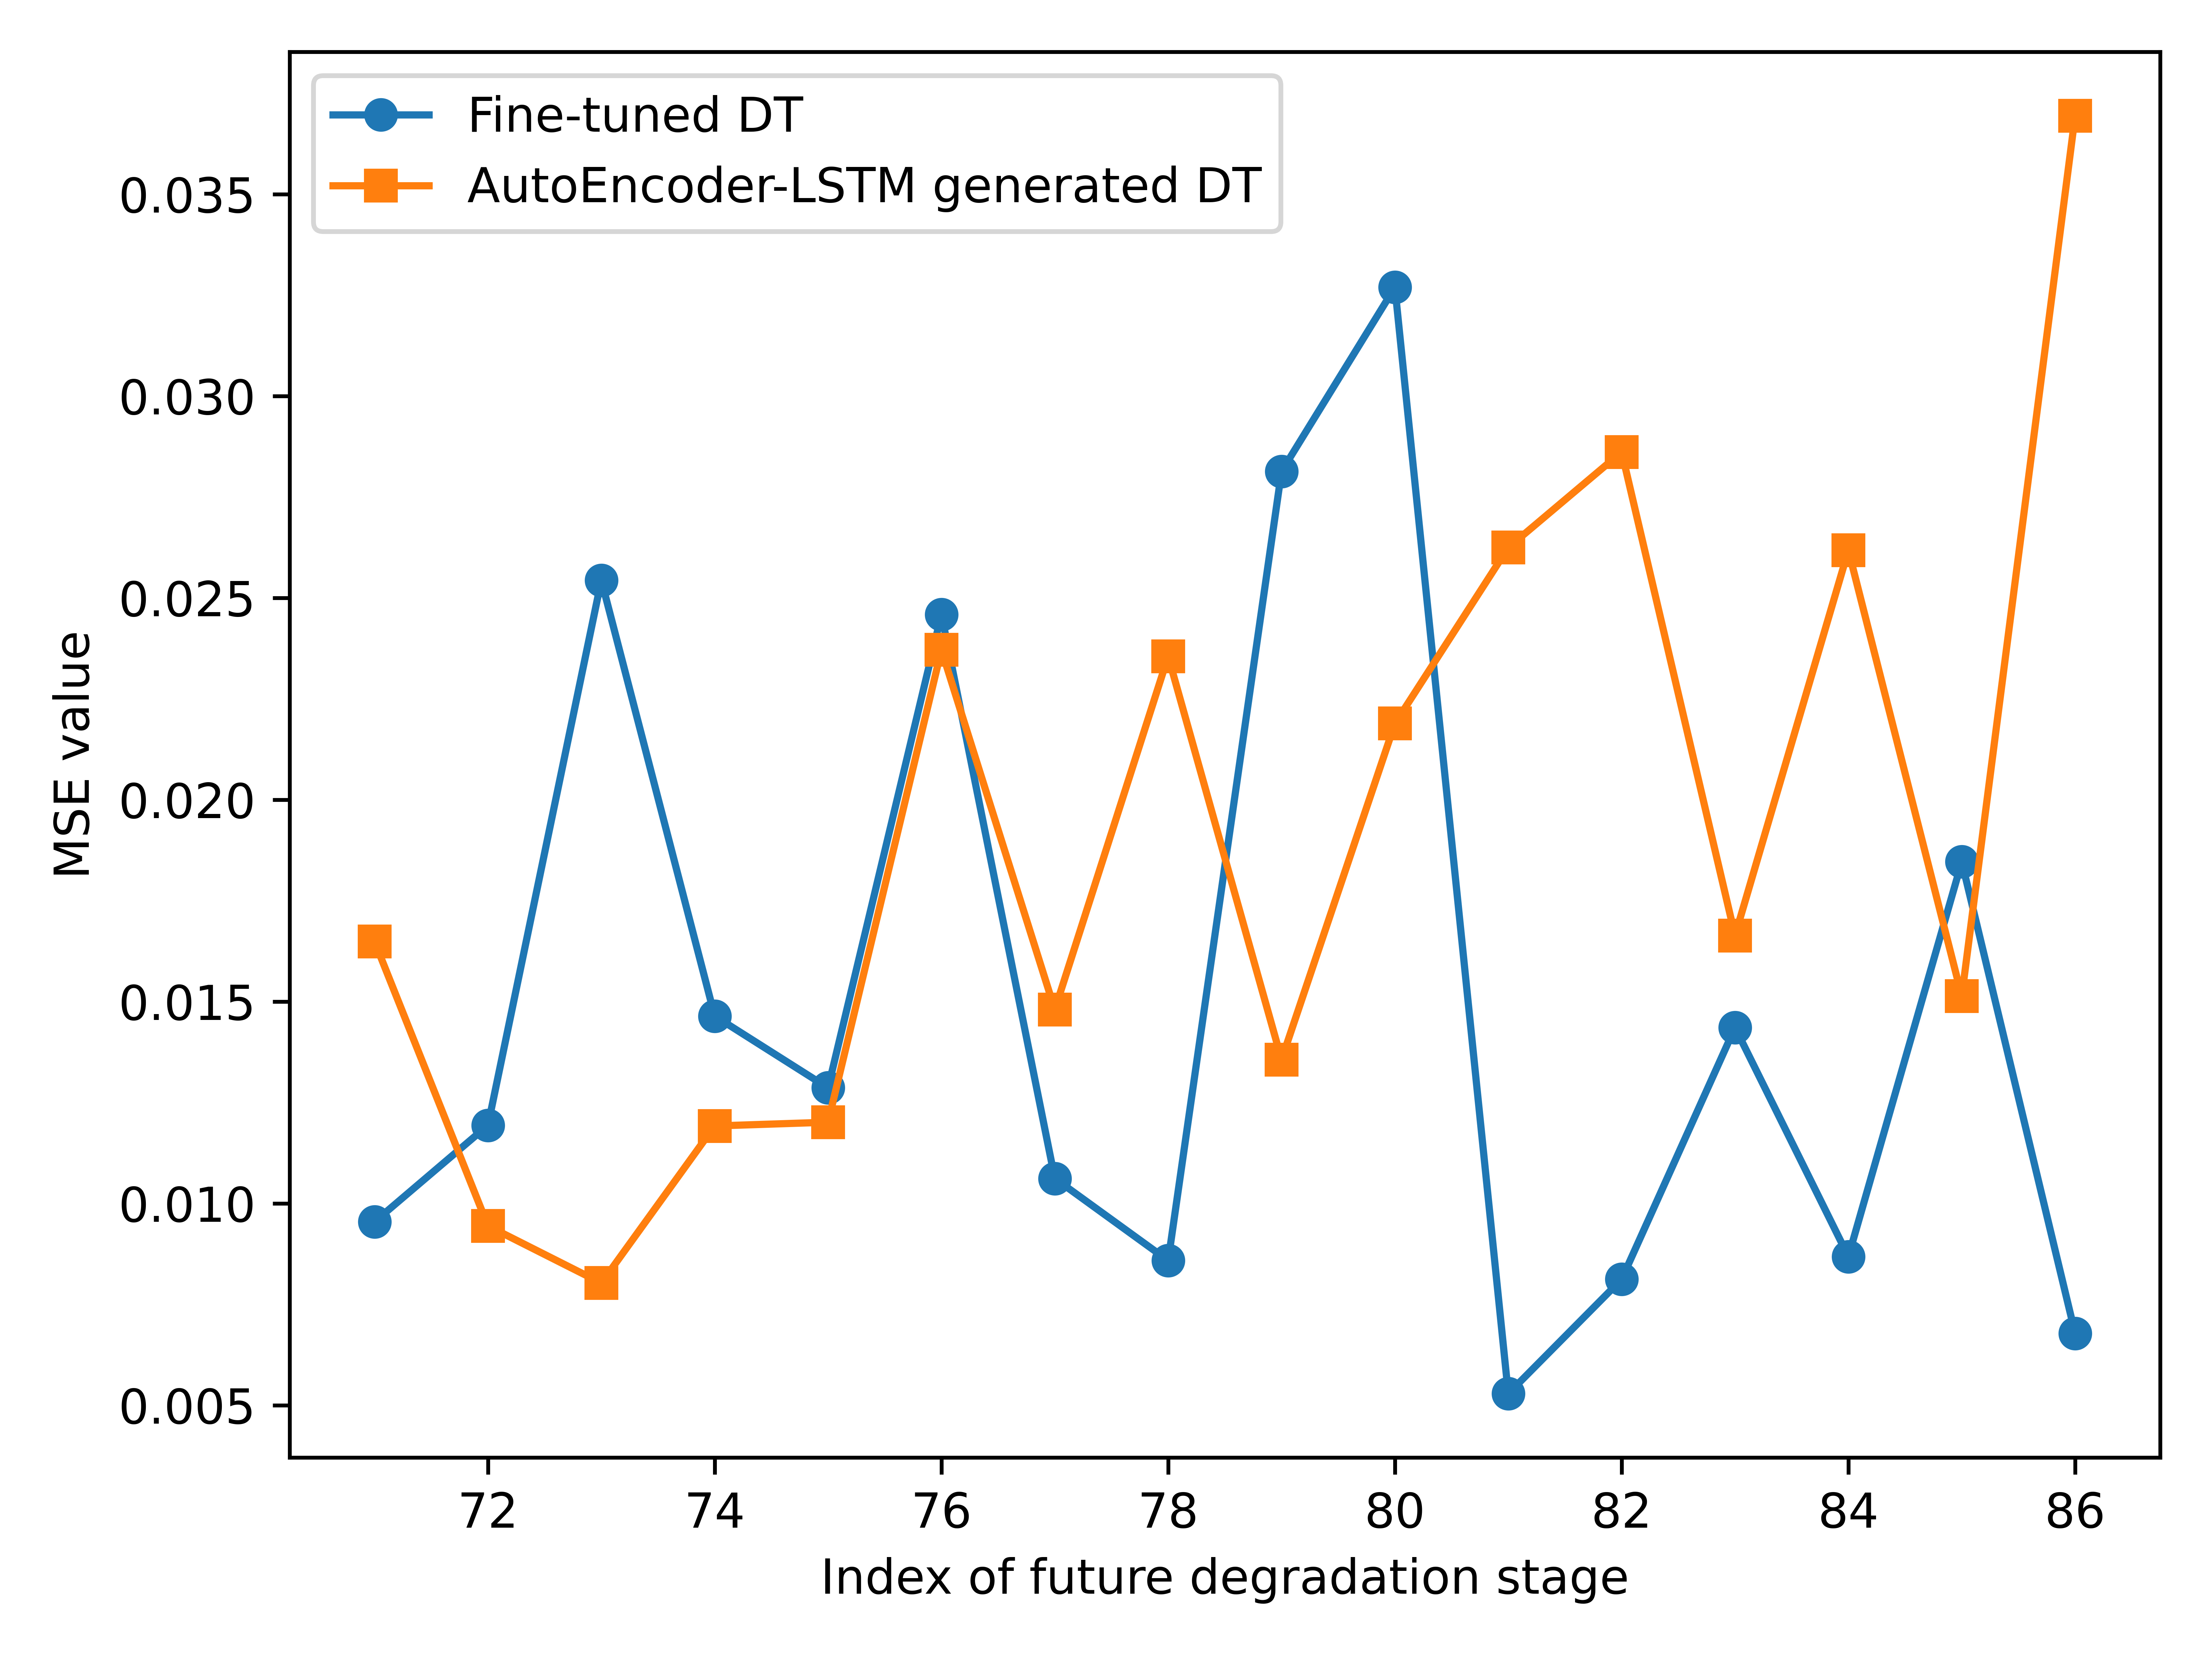 Fine-tuned DT
AutoEncoder-LSTM generated DT
0.035
0.030
0.025
0.020
0.015
0.010
0.005
MSE value
72 74 76 78 80 82 84 86
Index of future degradation stage